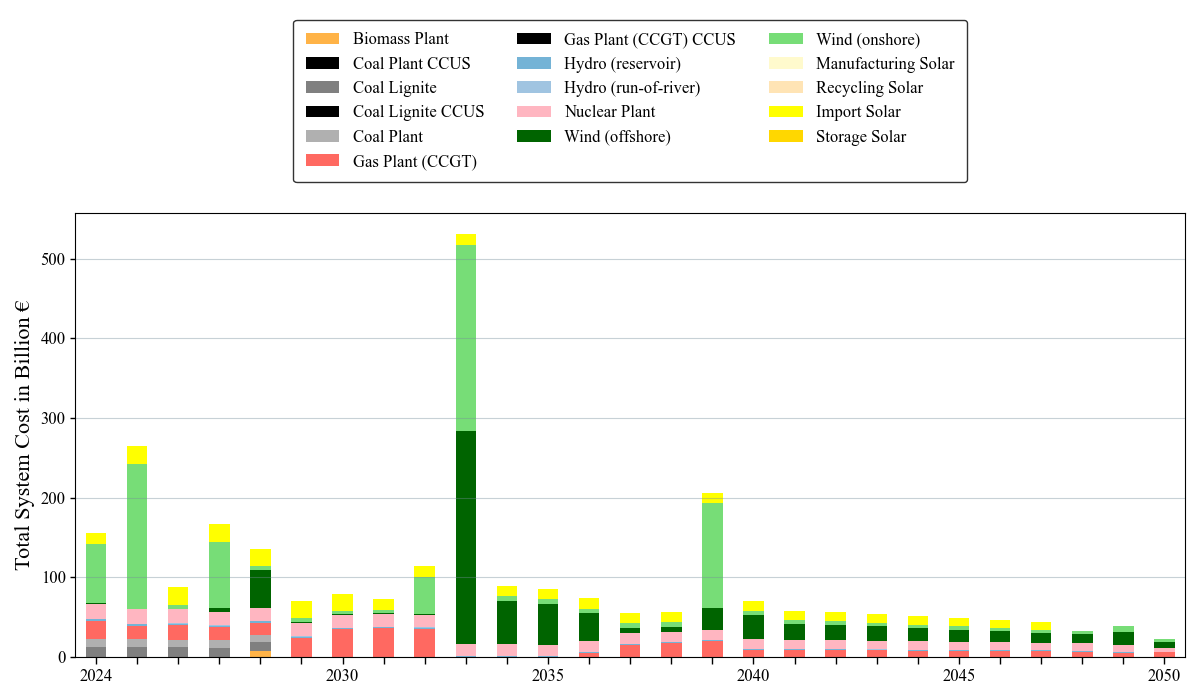 Biomass Plant
Coal Plant CCUS
Coal Lignite
Coal Lignite CCUS
Coal Plant
Gas Plant (CCGT)
Gas Plant (CCGT) CCUS
Hydro (reservoir)
Hydro (run-of-river)
Nuclear Plant
Wind (offshore)
Wind (onshore)
Manufacturing Solar
Recycling Solar
Import Solar
Storage Solar
Total System Cost in Billion €
500
400
300
200
100
0
2024
2030
2035
2040
2045
2050